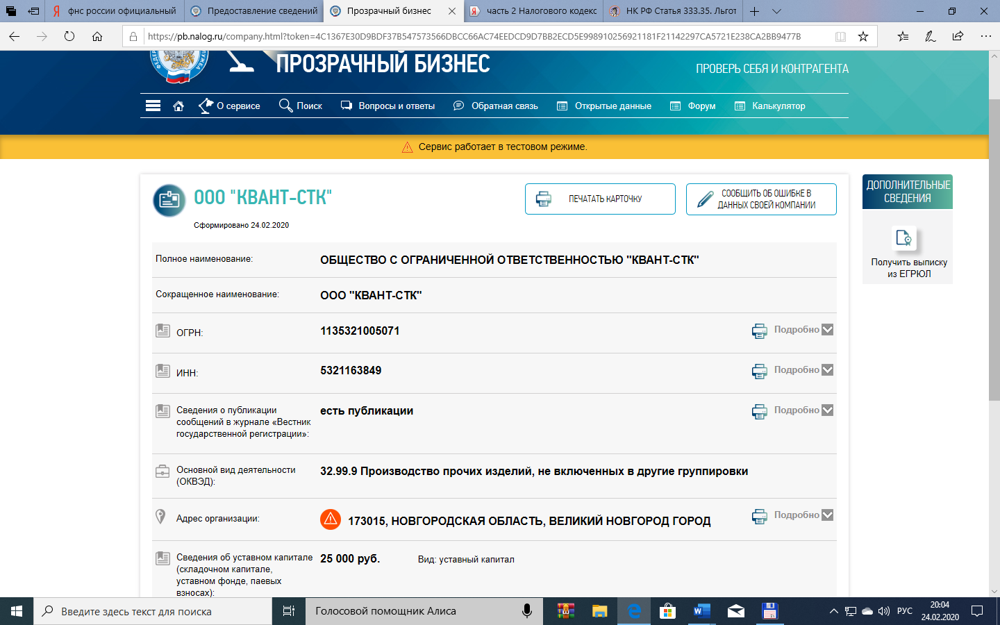 фнс россии официальный
Предоставление сведений
Прозрачный бизнес
часть 2 Налогового кодекс
НК РФ Статья 333.35. Льгот
https://pb.nalog.ru/company.html?token=4C1367E30D9BDF37B547573566DBCC66AC74EEDCD9D7BB2ECD5E998910256921181F21142297CA5721E238CA2BB9477B
ПРОЗРАЧНЫЙ БИЗНЕС
ПРОВЕРЬ СЕБЯ И КОНТРАГЕНТА
О сервисе
Поиск
Вопросы и ответы
Обратная связь
Открытые данные
Форум
Калькулятор
Сервис работает в тестовом режиме.
ООО "КВАНТ-СТК"
Сформировано 24.02.2020
ПЕЧАТАТЬ КАРТОЧКУ
СООБЩИТЬ ОБ ОШИБКЕ В
ДАННЫХ СВОЕЙ КОМПАНИИ
ДОПОЛНИТЕЛЬНЫЕ
СВЕДЕНИЯ
Получить выписку
из ЕГРЮЛ
Полное наименование:
ОБЩЕСТВО С ОГРАНИЧЕННОЙ ОТВЕТСТВЕННОСТЬЮ "КВАНТ-СТК"
Сокращенное наименование:
ООО "КВАНТ-СТК"
ОГРН:
1135321005071
Подробно
ИНН:
5321163849
Подробно
Сведения о публикации
сообщений в журнале «Вестник
государственной регистрации»:
есть публикации
Подробно
Основной вид деятельности
(ОКВЭД):
32.99.9 Производство прочих изделий, не включенных в другие группировки
Адрес организации:
173015, НОВГОРОДСКАЯ ОБЛАСТЬ, ВЕЛИКИЙ НОВГОРОД ГОРОД
Подробно
Сведения об уставном капитале
(складочном капитале,
уставном фонде, паевых
взносах):
25 000 руб.
Вид: уставный капитал
Введите здесь текст для поиска
Голосовой помощник Алиса
РУС
20:04
24.02.2020